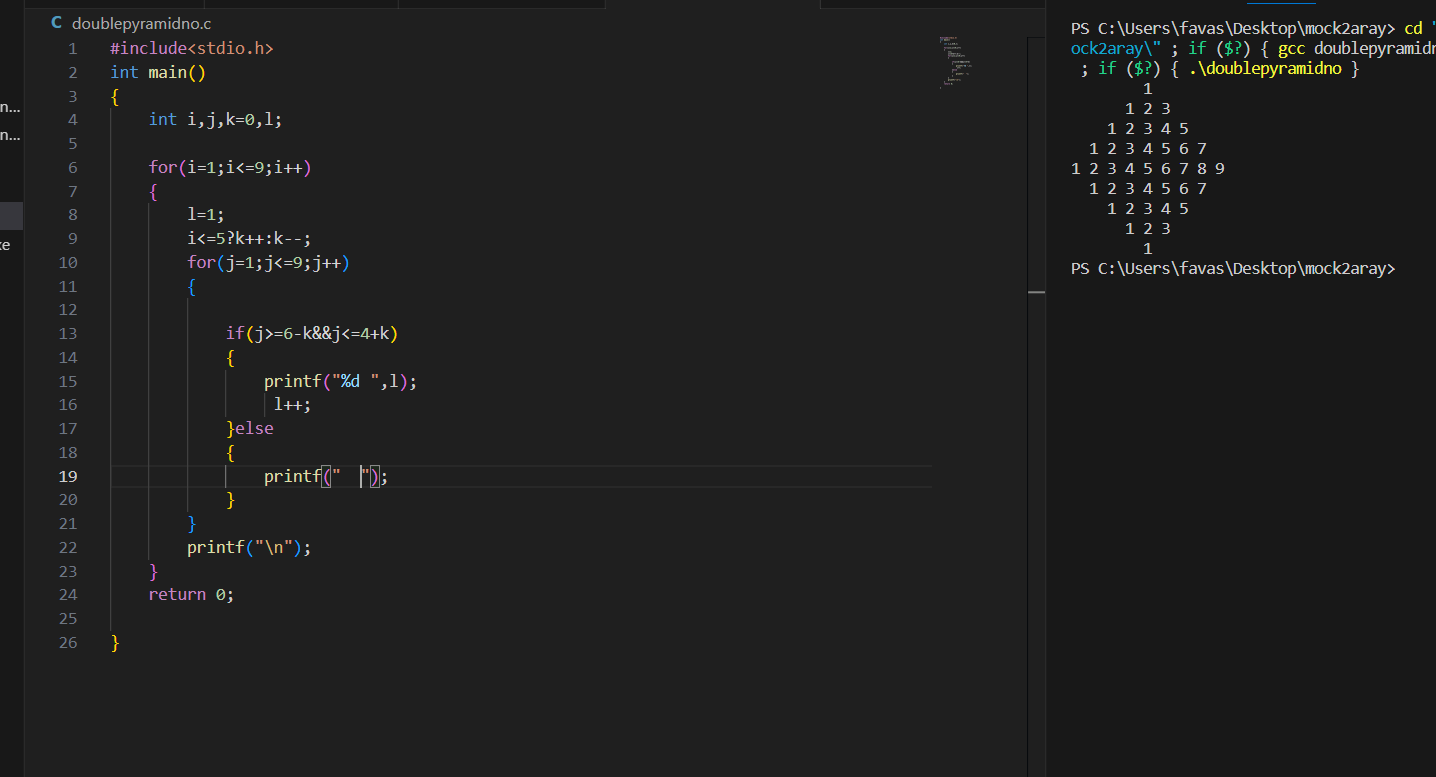 n...
n...
xe
C doublepyramidno.c
1 #include<stdio.h>
2 int main()
3 {
4     int i,j,k=0,l;
5
6     for(i=1;i<=9;i++)
7     {
8         l=1;
9         i<=5?k++:k--;
10         for(j=1;j<=9;j++)
11         {
12
13             if(j>=6-k&&j<=4+k)
14             {
15                 printf("%d ",l);
16                  l++;
17             }else
18             {
19                 printf("  ");
20             }
21         }
22         printf("\n");
23     }
24     return 0;
25
26 }
PS C:\Users\favas\Desktop\mock2aray> cd "
ock2aray\" ; if ($?) { gcc doublepyramidn
 ; if ($?) { .\doublepyramidno }
        1
      1 2 3
    1 2 3 4 5
  1 2 3 4 5 6 7
1 2 3 4 5 6 7 8 9
  1 2 3 4 5 6 7
    1 2 3 4 5
      1 2 3
        1
PS C:\Users\favas\Desktop\mock2aray>